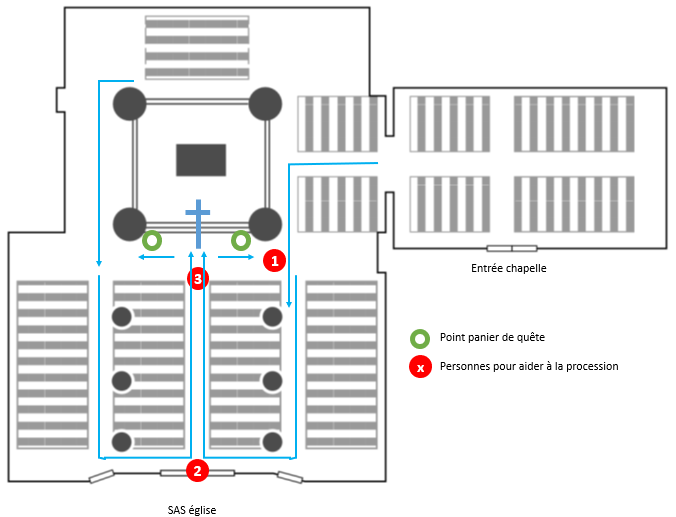 1
3
Entrée chapelle
Point panier de quête
x Personnes pour aider à la procession
2
SAS église